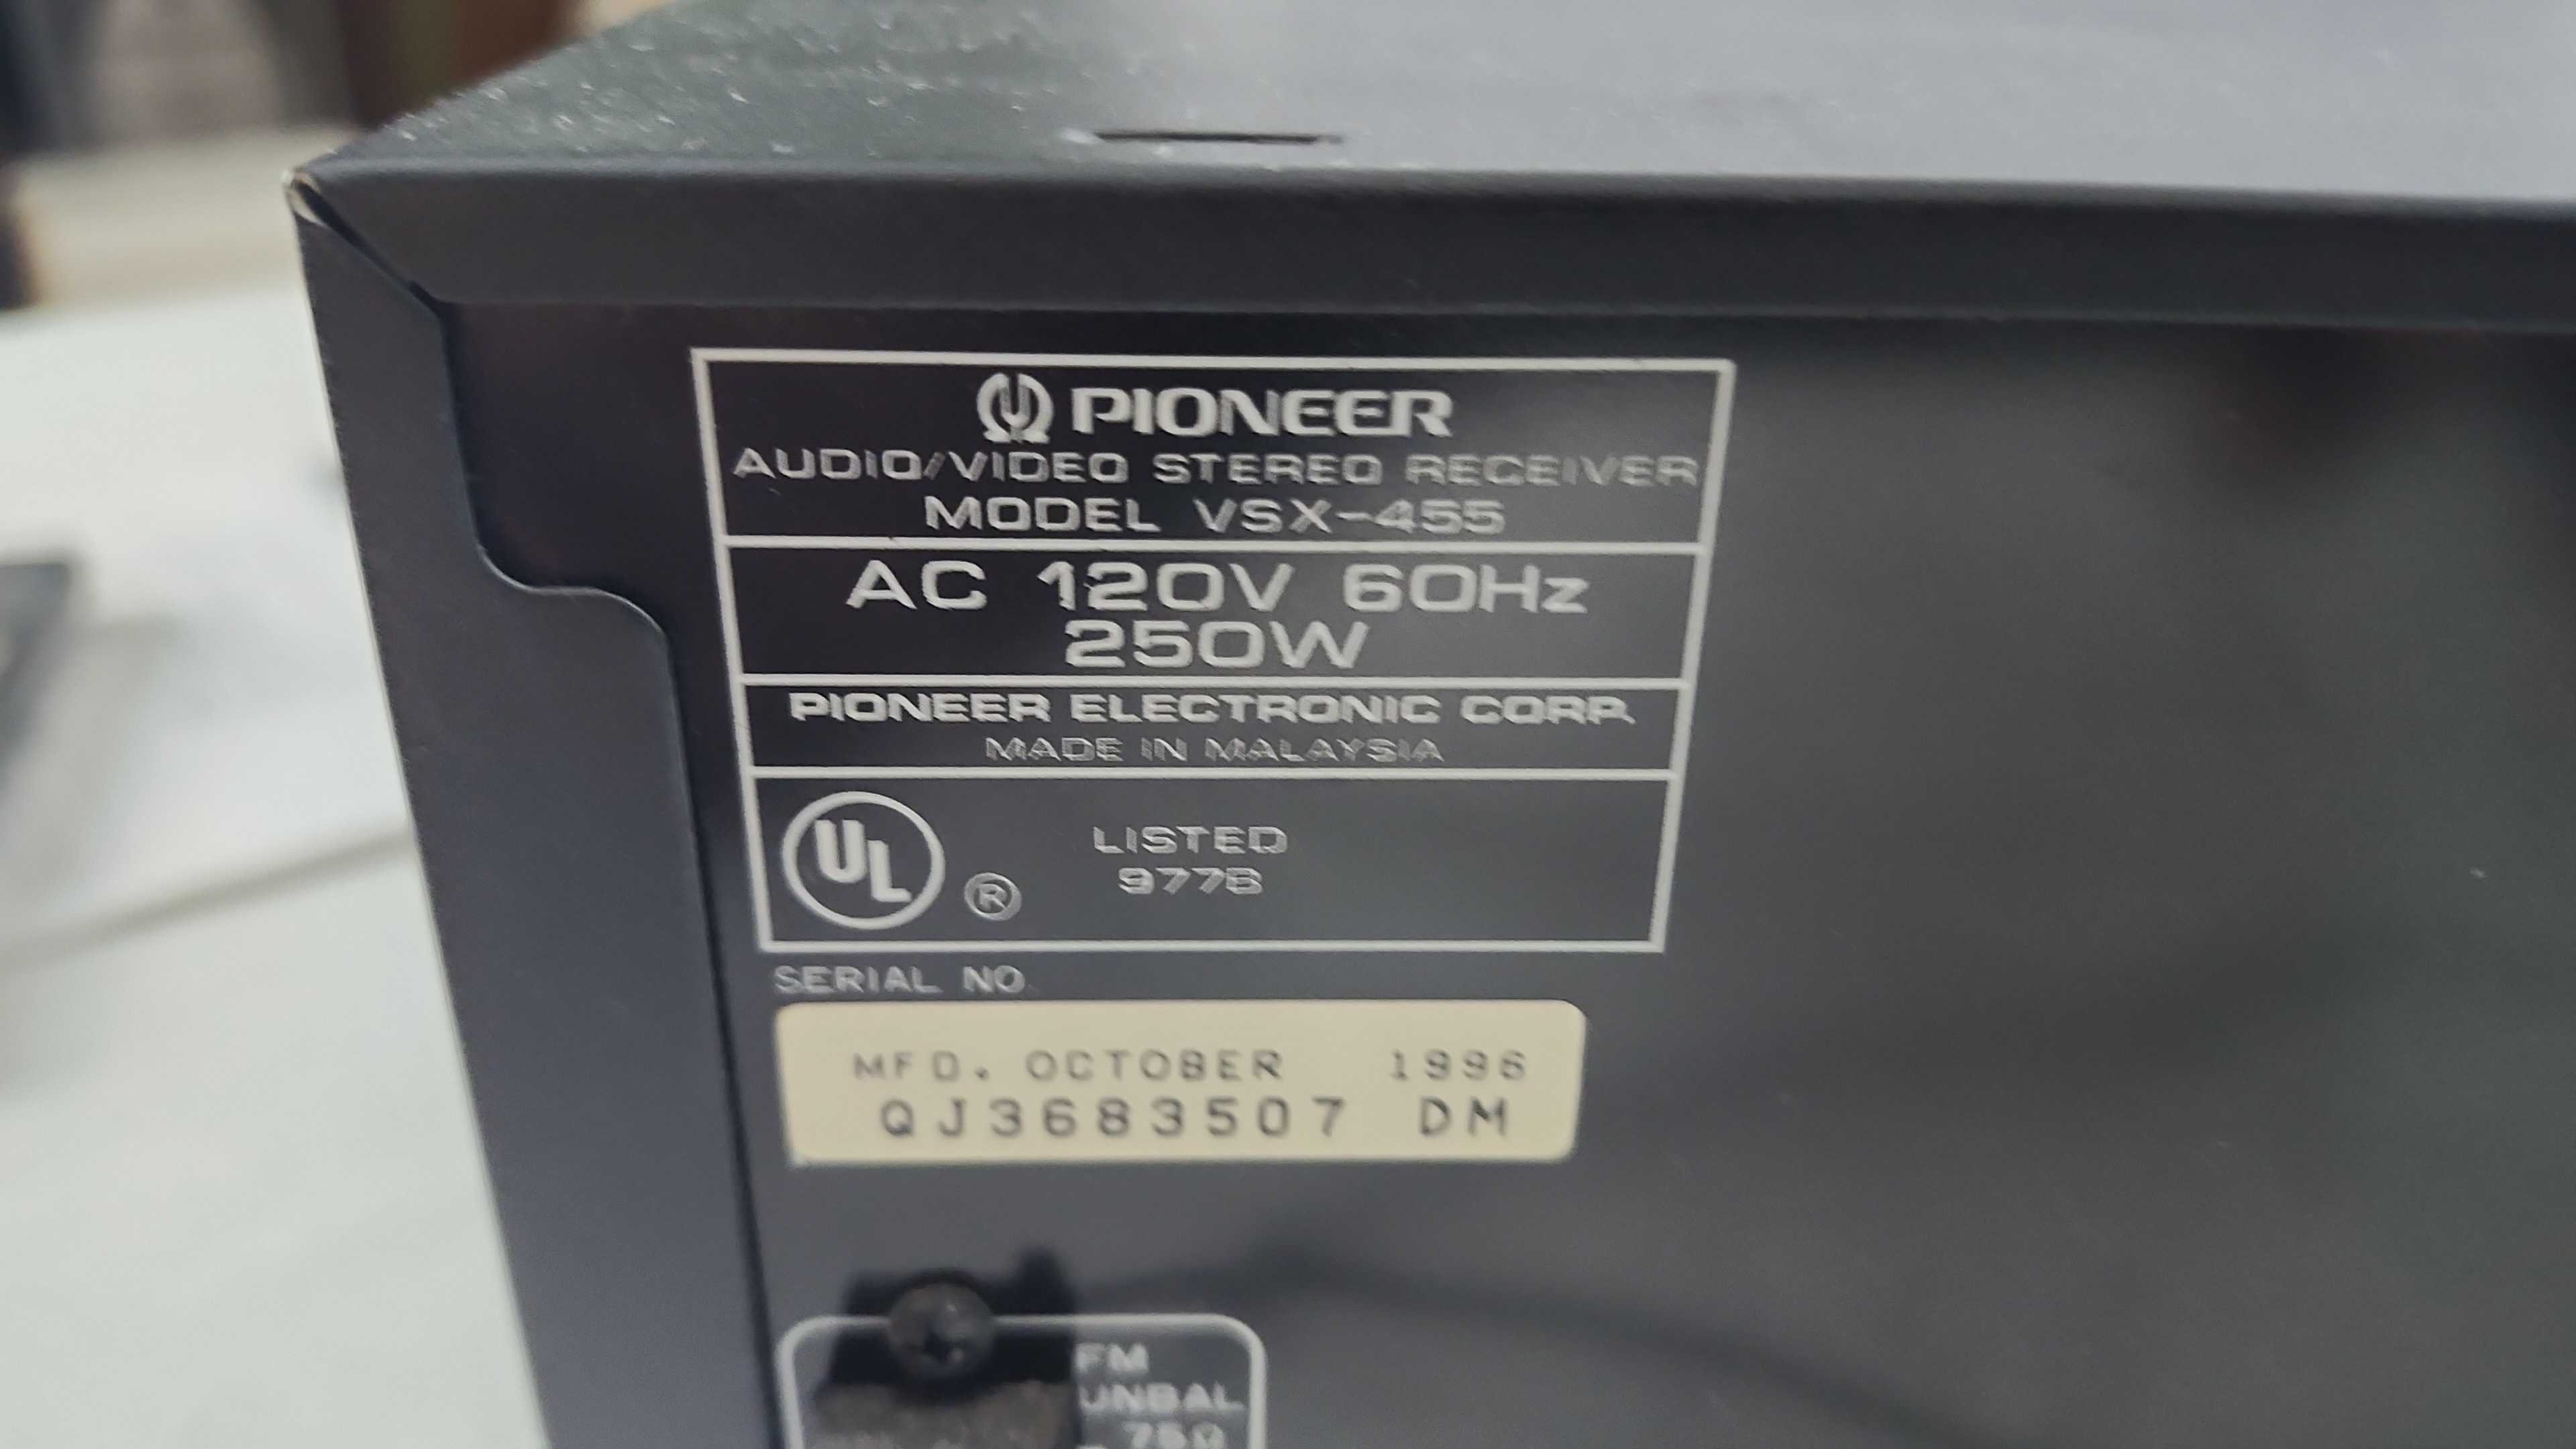 PIONEER
AUDIO/VIDEO STEREO RECEIVER
MODEL VSX-455
AC 120V 60Hz
250W
PIONEER ELECTRONIC CORP.
MADE IN MALAYSIA
UL ® LISTED
977B
SERIAL NO.
MFD. OCTOBER 1996
QJ3683507 DM
FM
UNBAL
75Ω